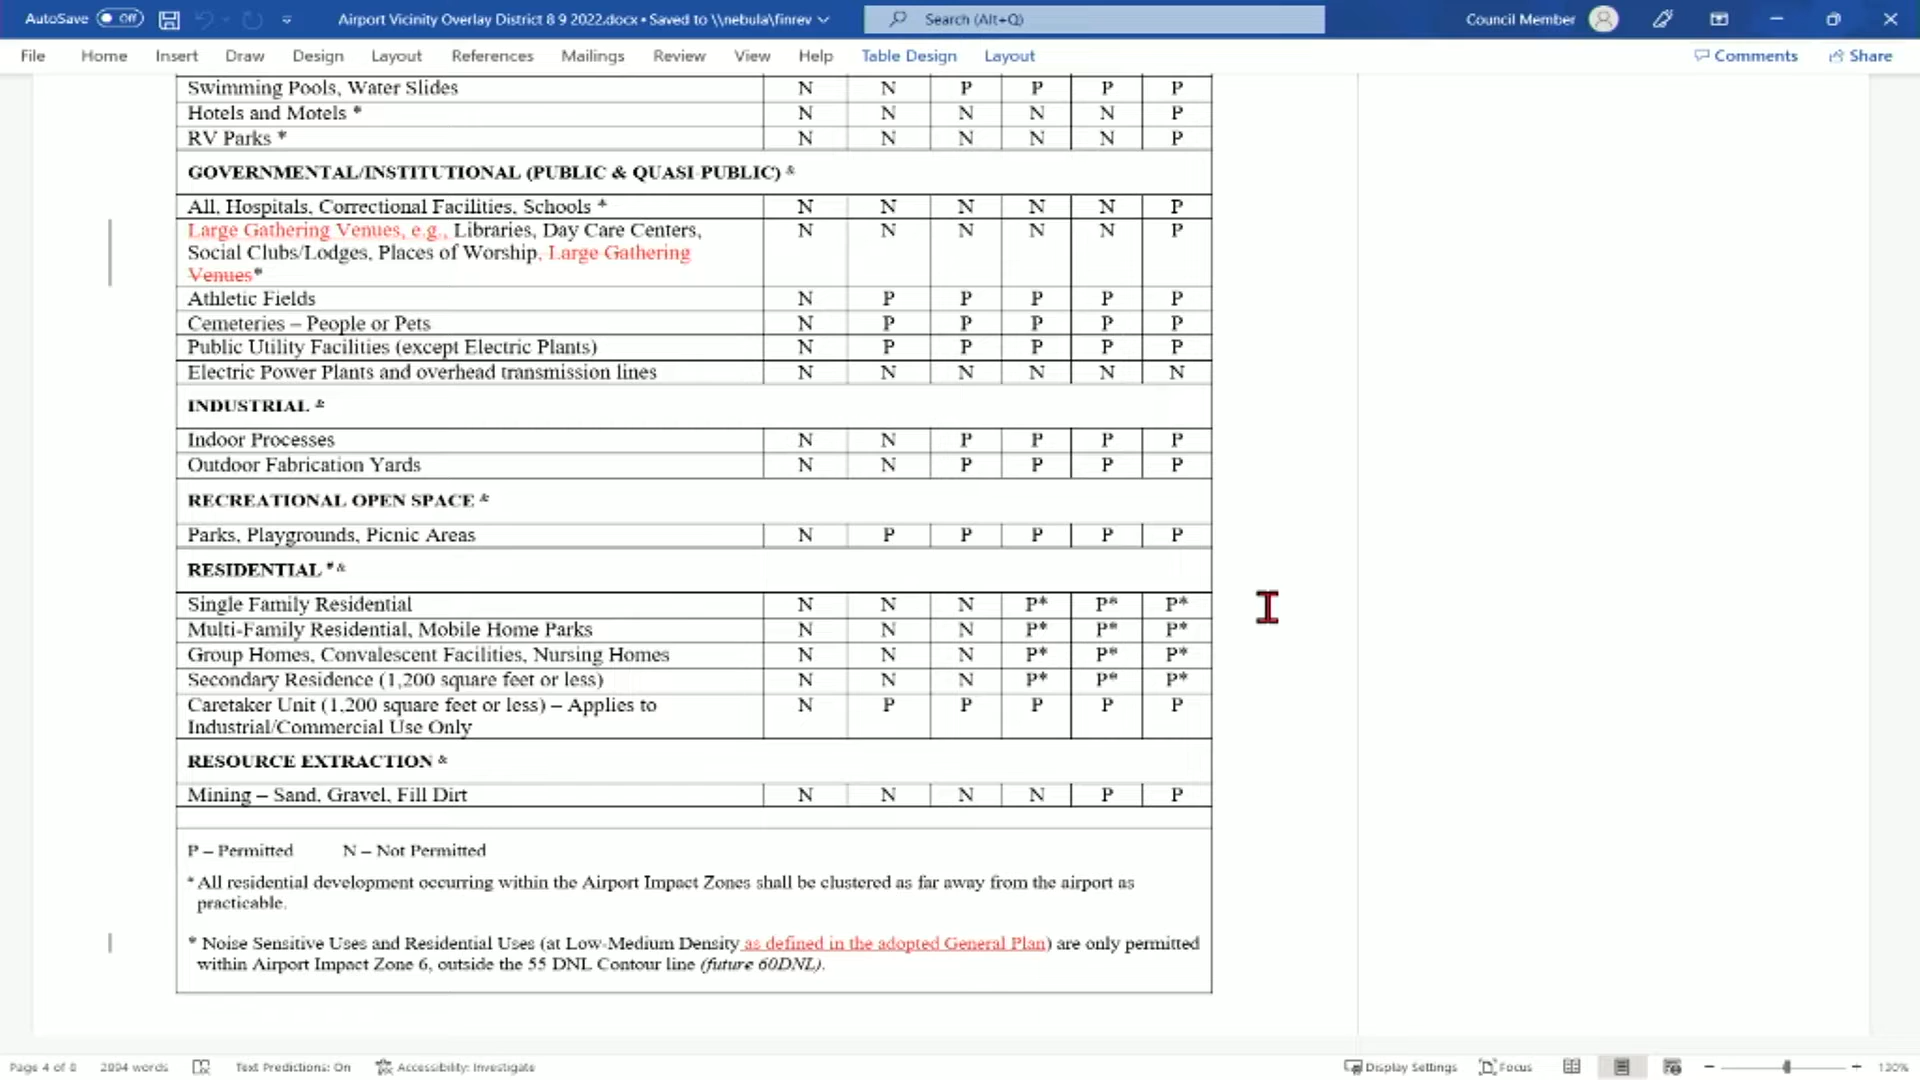 AutoSave Off Airport Vicinity Overlay District 8 9 2022.docx • Saved to \\nebula\finrev Search (Alt+Q) Council Member
File Home Insert Draw Design Layout References Mailings Review View Help Table Design Layout Comments Share
Swimming Pools, Water Slides N N P P P P
Hotels and Motels * N N N N N P
RV Parks * N N N N N P
GOVERNMENTAL/INSTITUTIONAL (PUBLIC & QUASI-PUBLIC) &
All, Hospitals, Correctional Facilities, Schools * N N N N N P
Large Gathering Venues, e.g., Libraries, Day Care Centers, N N N N N P
Social Clubs/Lodges, Places of Worship, Large Gathering
Venues*
Athletic Fields N P P P P P
Cemeteries – People or Pets N P P P P P
Public Utility Facilities (except Electric Plants) N P P P P P
Electric Power Plants and overhead transmission lines N N N N N N
INDUSTRIAL &
Indoor Processes N N P P P P
Outdoor Fabrication Yards N N P P P P
RECREATIONAL OPEN SPACE &
Parks, Playgrounds, Picnic Areas N P P P P P
RESIDENTIAL # &
Single Family Residential N N N P* P* P*
Multi-Family Residential, Mobile Home Parks N N N P* P* P*
Group Homes, Convalescent Facilities, Nursing Homes N N N P* P* P*
Secondary Residence (1,200 square feet or less) N N N P* P* P*
Caretaker Unit (1,200 square feet or less) – Applies to N P P P P P
Industrial/Commercial Use Only
RESOURCE EXTRACTION &
Mining – Sand, Gravel, Fill Dirt N N N N P P
P – Permitted N – Not Permitted
# All residential development occurring within the Airport Impact Zones shall be clustered as far away from the airport as
practicable.
* Noise Sensitive Uses and Residential Uses (at Low-Medium Density as defined in the adopted General Plan) are only permitted
within Airport Impact Zone 6, outside the 55 DNL Contour line (future 60DNL).
Page 4 of 8 2894 words Text Predictions: On Accessibility: Investigate Display Settings Focus 130%